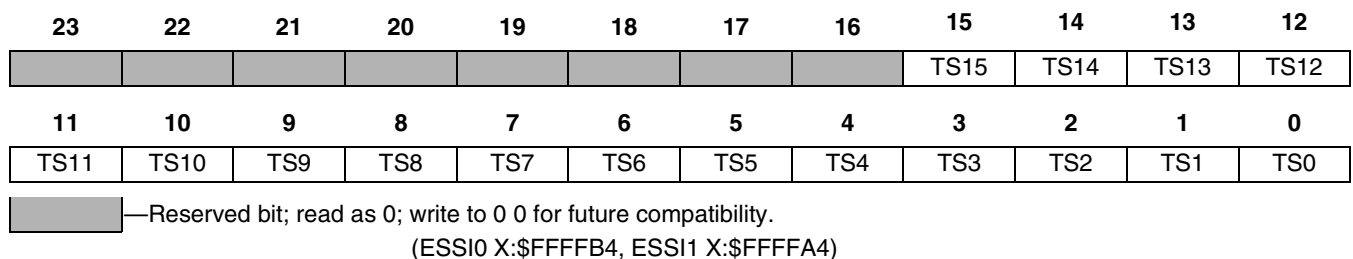 23 22 21 20 19 18 17 16 15 14 13 12
TS15 TS14 TS13 TS12
11 10 9 8 7 6 5 4 3 2 1 0
TS11 TS10 TS9 TS8 TS7 TS6 TS5 TS4 TS3 TS2 TS1 TS0
—Reserved bit; read as 0; write to 0 0 for future compatibility.
(ESSI0 X:$FFFFB4, ESSI1 X:$FFFFA4)